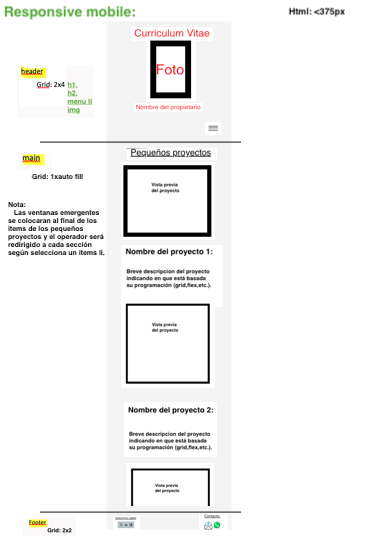 Responsive mobile:
Html: <375px
Curriculum Vitae
Foto
Nombre del propietario
header
Grid: 2x4 h1,
h2,
menu li
img
main
Grid: 1xauto fill
Nota:
Las ventanas emergentes
se colocaran al final de los
items de los pequeños
proyectos y el operador será
redirigido a cada sección
según selecciona un items li.
Pequeños proyectos
Vista previa
del proyecto
Nombre del proyecto 1:
Breve descripcion del proyecto
indicando en que está basada
su programación (grid,flex,etc.).
Vista previa
del proyecto
Nombre del proyecto 2:
Breve descripcion del proyecto
indicando en que está basada
su programación (grid,flex,etc.).
Vista previa
del proyecto
Footer
Grid: 2x2
Contacto: